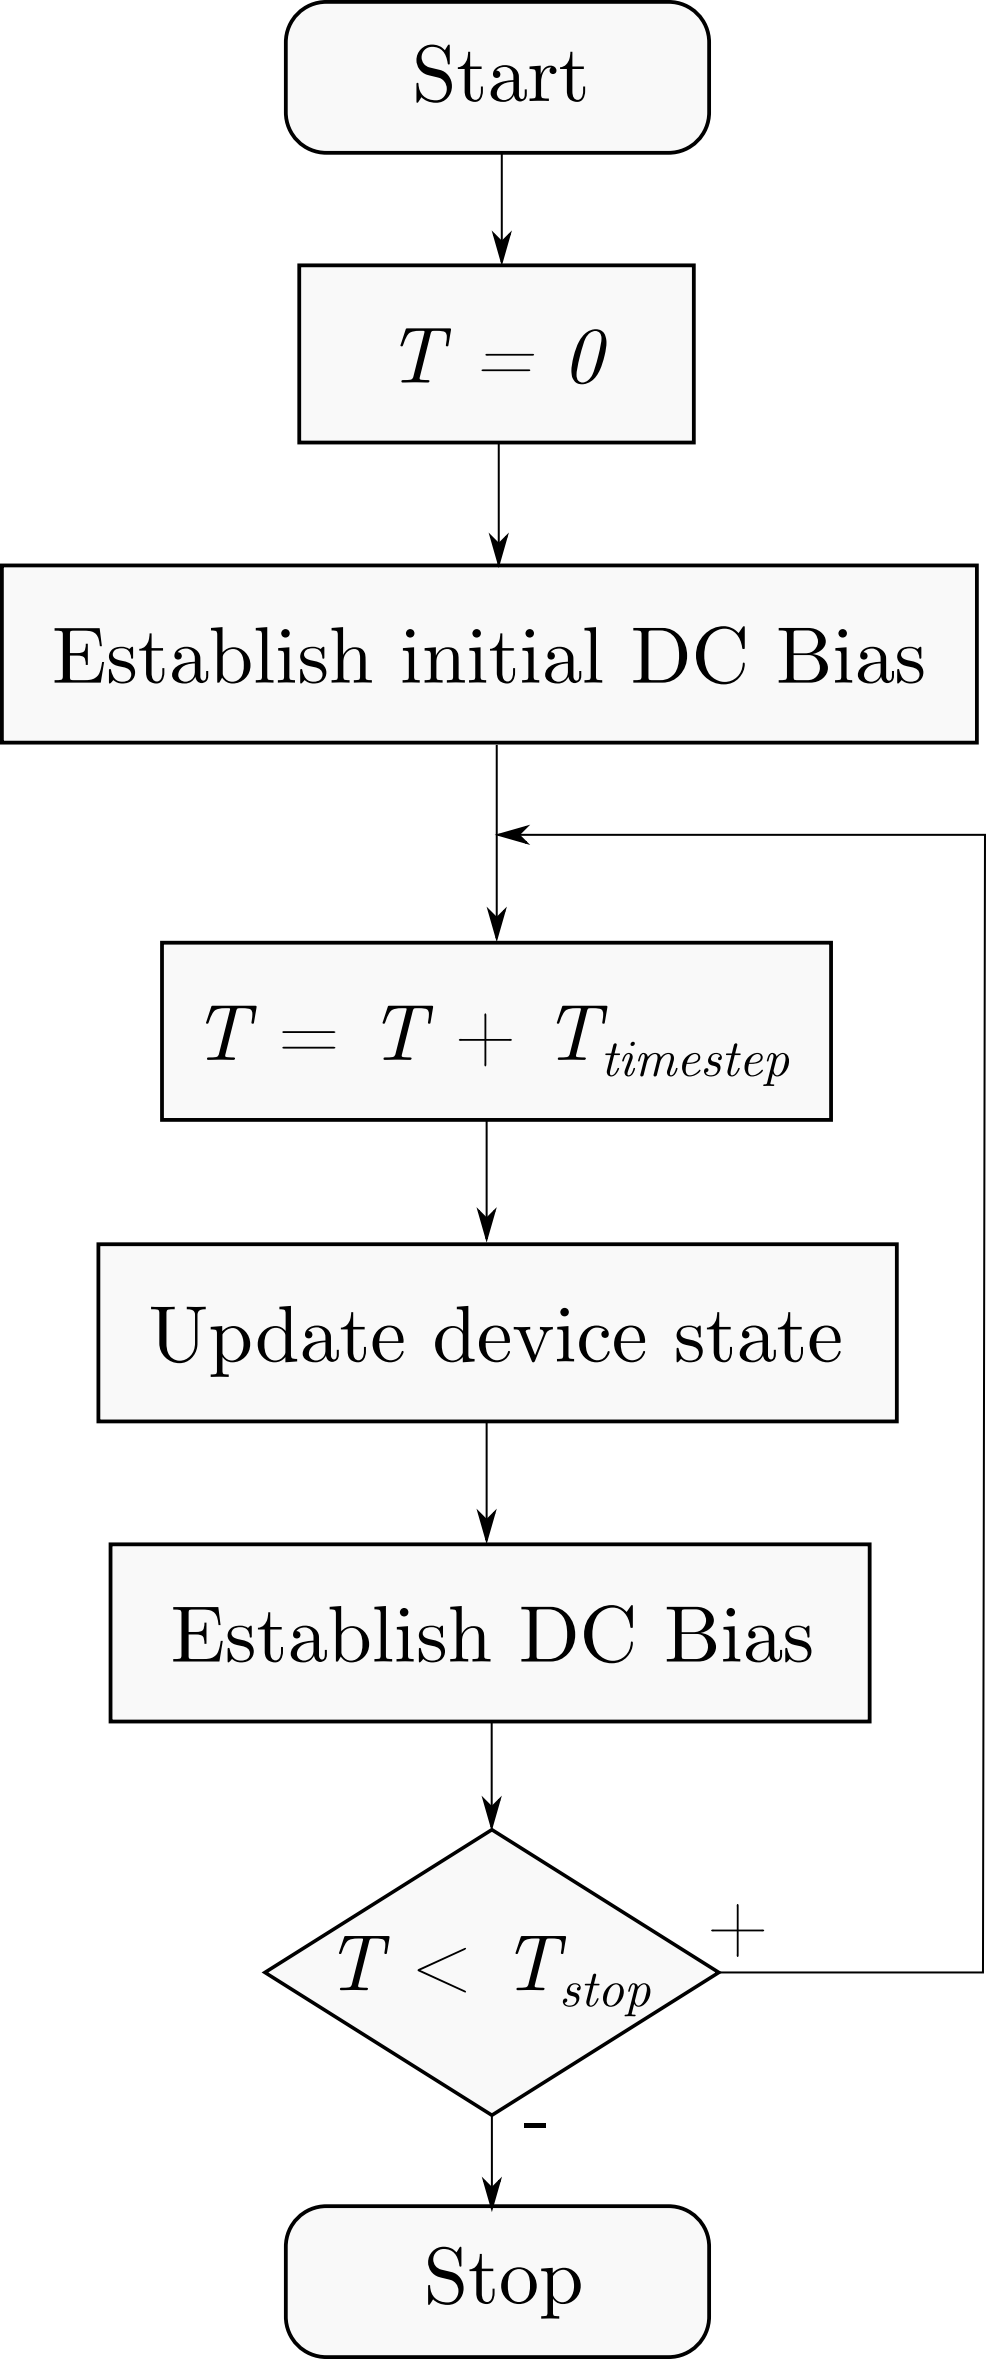 Start
T = 0
Establish initial DC Bias
T = T + T_timestep
Update device state
Establish DC Bias
+
T < T_stop
-
Stop